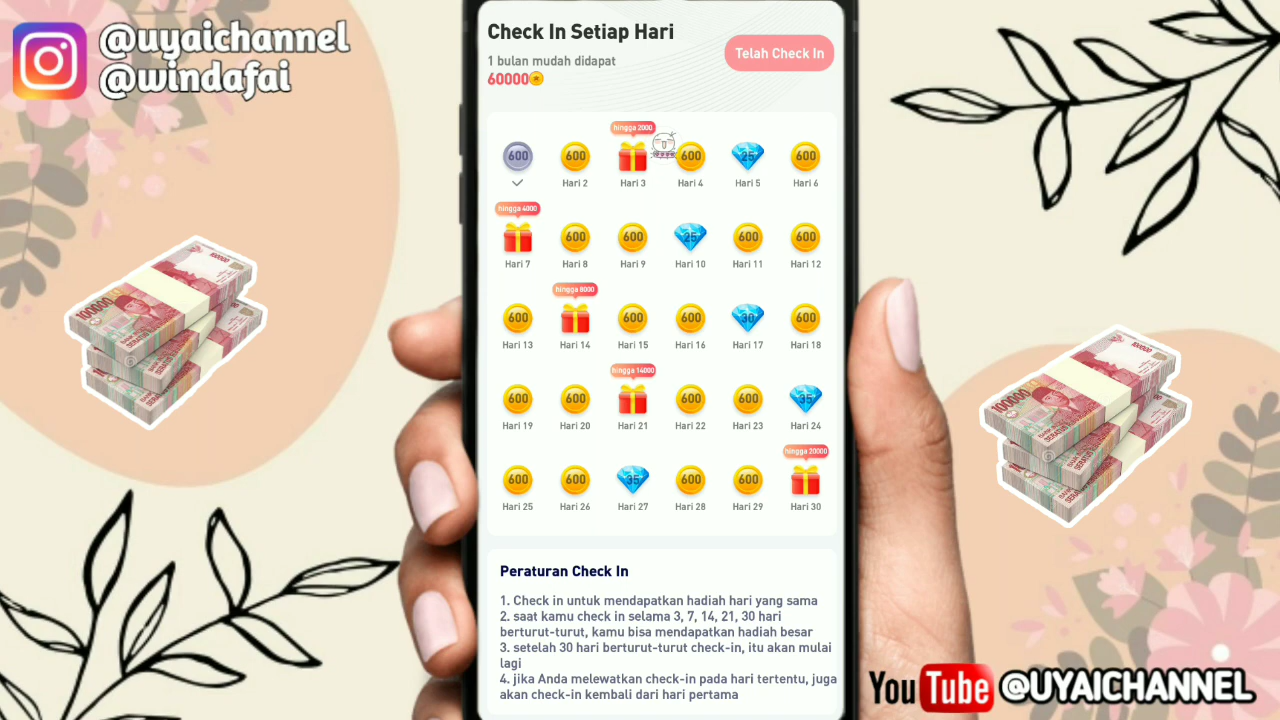 @uyaichannel
@windafai
Check In Setiap Hari
Telah Check In
1 bulan mudah didapat
60000
hingga 2000
600 600 600 25 600
Hari 2 Hari 3 Hari 4 Hari 5 Hari 6
hingga 4000
600 600 25 600 600
Hari 7 Hari 8 Hari 9 Hari 10 Hari 11 Hari 12
hingga 8000
600 600 600 30 600
Hari 13 Hari 14 Hari 15 Hari 16 Hari 17 Hari 18
hingga 14000
600 600 600 600 35
Hari 19 Hari 20 Hari 21 Hari 22 Hari 23 Hari 24
hingga 20000
600 600 35 600 600
Hari 25 Hari 26 Hari 27 Hari 28 Hari 29 Hari 30
Peraturan Check In
1. Check in untuk mendapatkan hadiah hari yang sama
2. saat kamu check in selama 3, 7, 14, 21, 30 hari
berturut-turut, kamu bisa mendapatkan hadiah besar
3. setelah 30 hari berturut-turut check-in, itu akan mulai
lagi
4. jika Anda melewatkan check-in pada hari tertentu, juga
akan check-in kembali dari hari pertama
100000
100000
100000
100000
YouTube @UYAICHANNEL